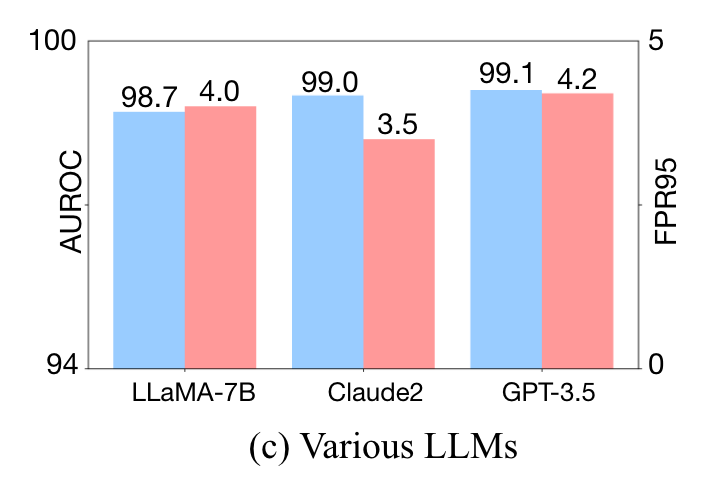 100
5
98.7
4.0
99.0
3.5
99.1
4.2
AUROC
FPR95
94
0
LLaMA-7B
Claude2
GPT-3.5
(c) Various LLMs